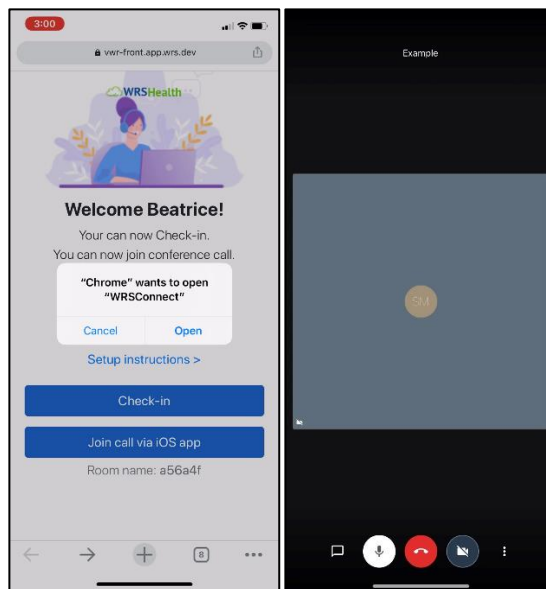 3:00
vwr-front.app.wrs.dev
WRSHealth
Welcome Beatrice!
Your can now Check-in.
You can now join conference call.
"Chrome" wants to open
"WRSConnect"
Cancel Open
Setup instructions >
Check-in
Join call via iOS app
Room name: a56a4f
8
Example
SM